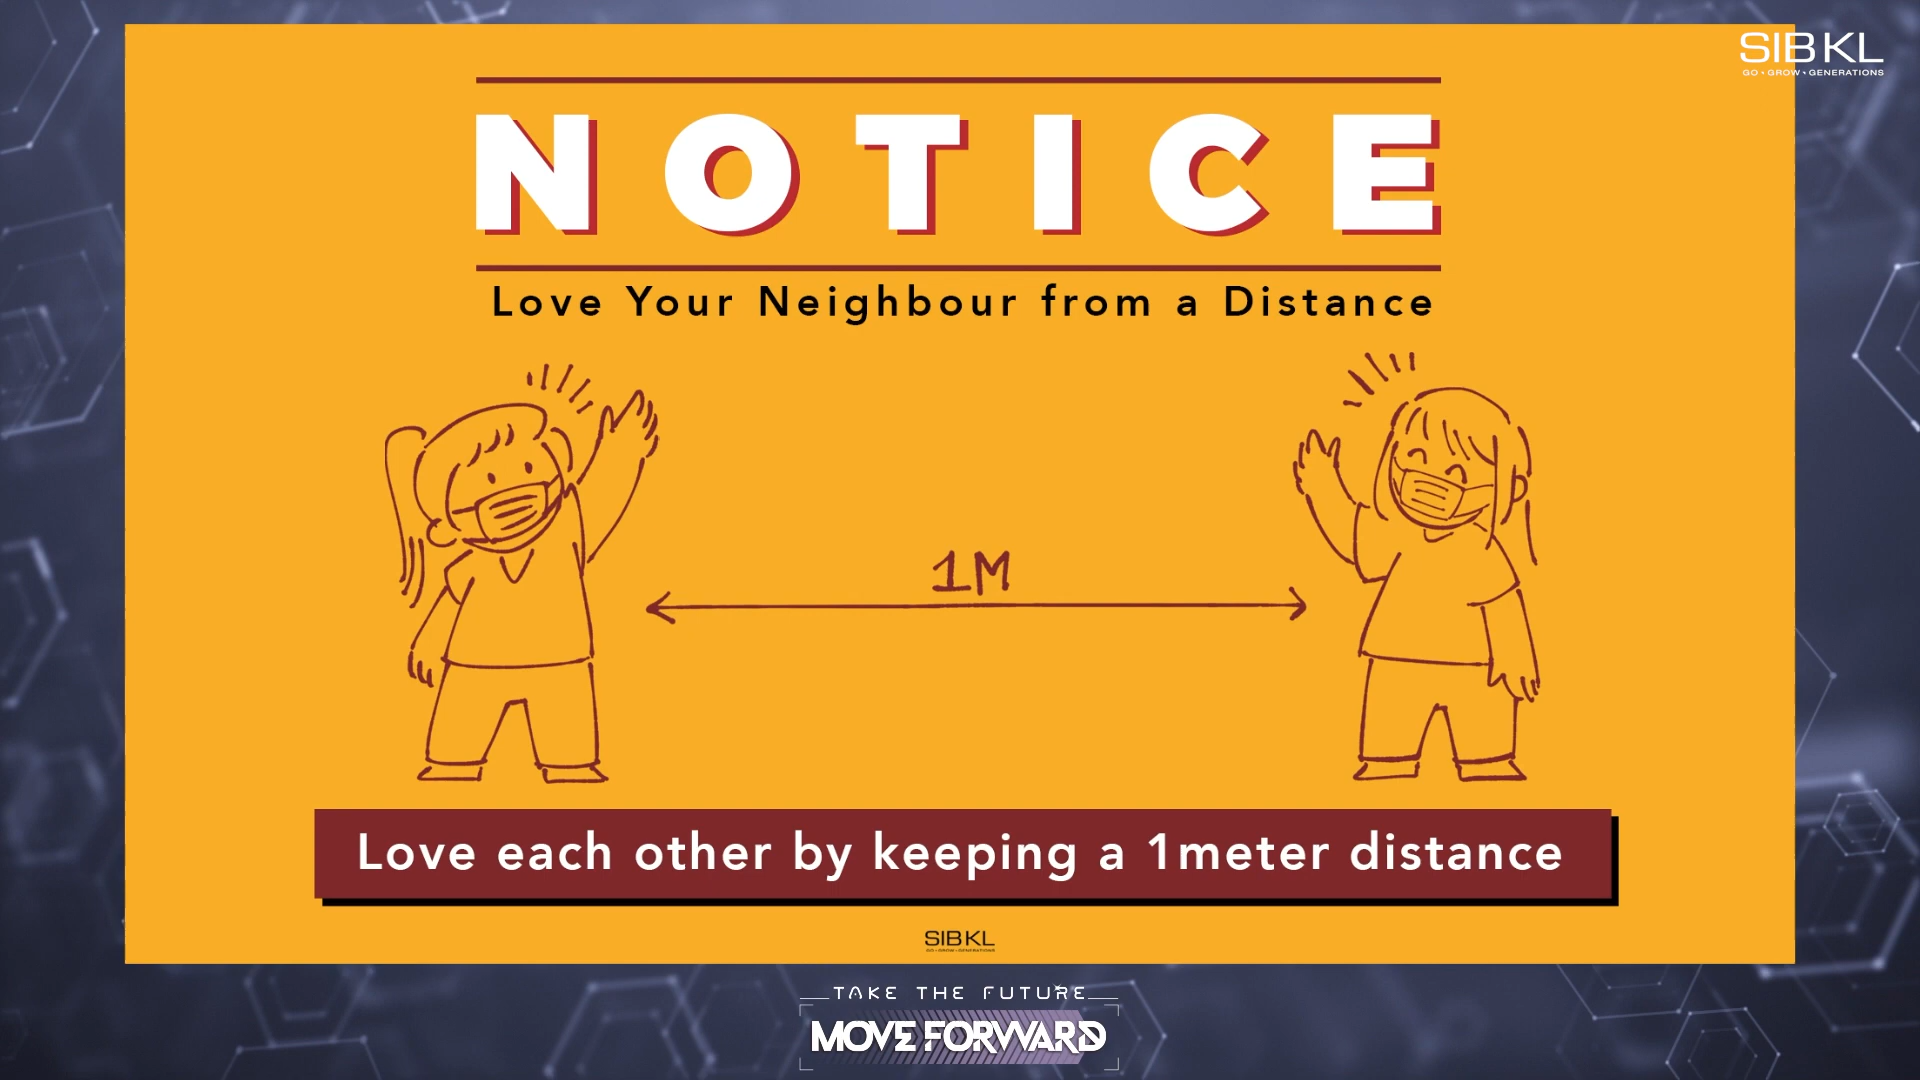 SIBKL
GO • GROW • GENERATIONS
NOTICE
Love Your Neighbour from a Distance
1M
Love each other by keeping a 1meter distance
SIBKL
TAKE THE FUTURE
MOVE FORWARD